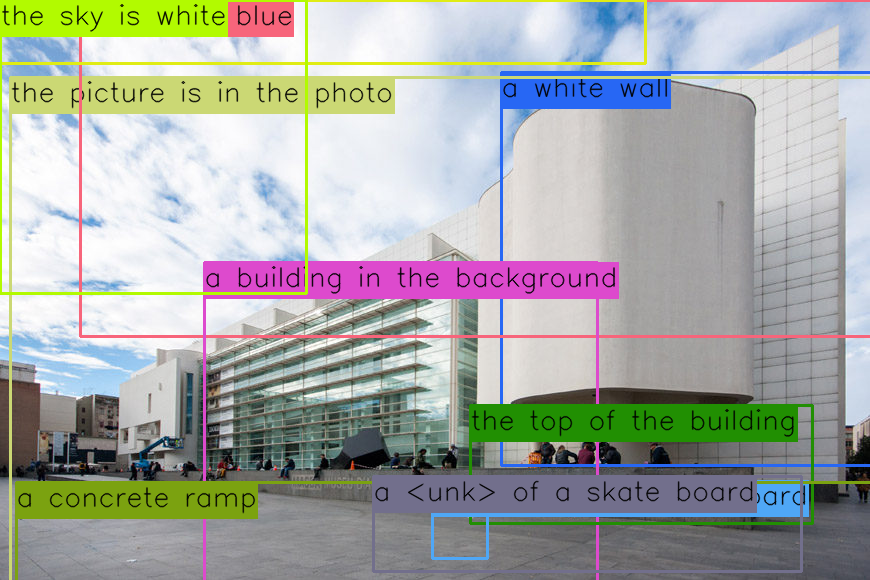 the sky is white blue
the picture is in the photo
a white wall
a building in the background
the top of the building
a <unk> of a skate board
a concrete ramp